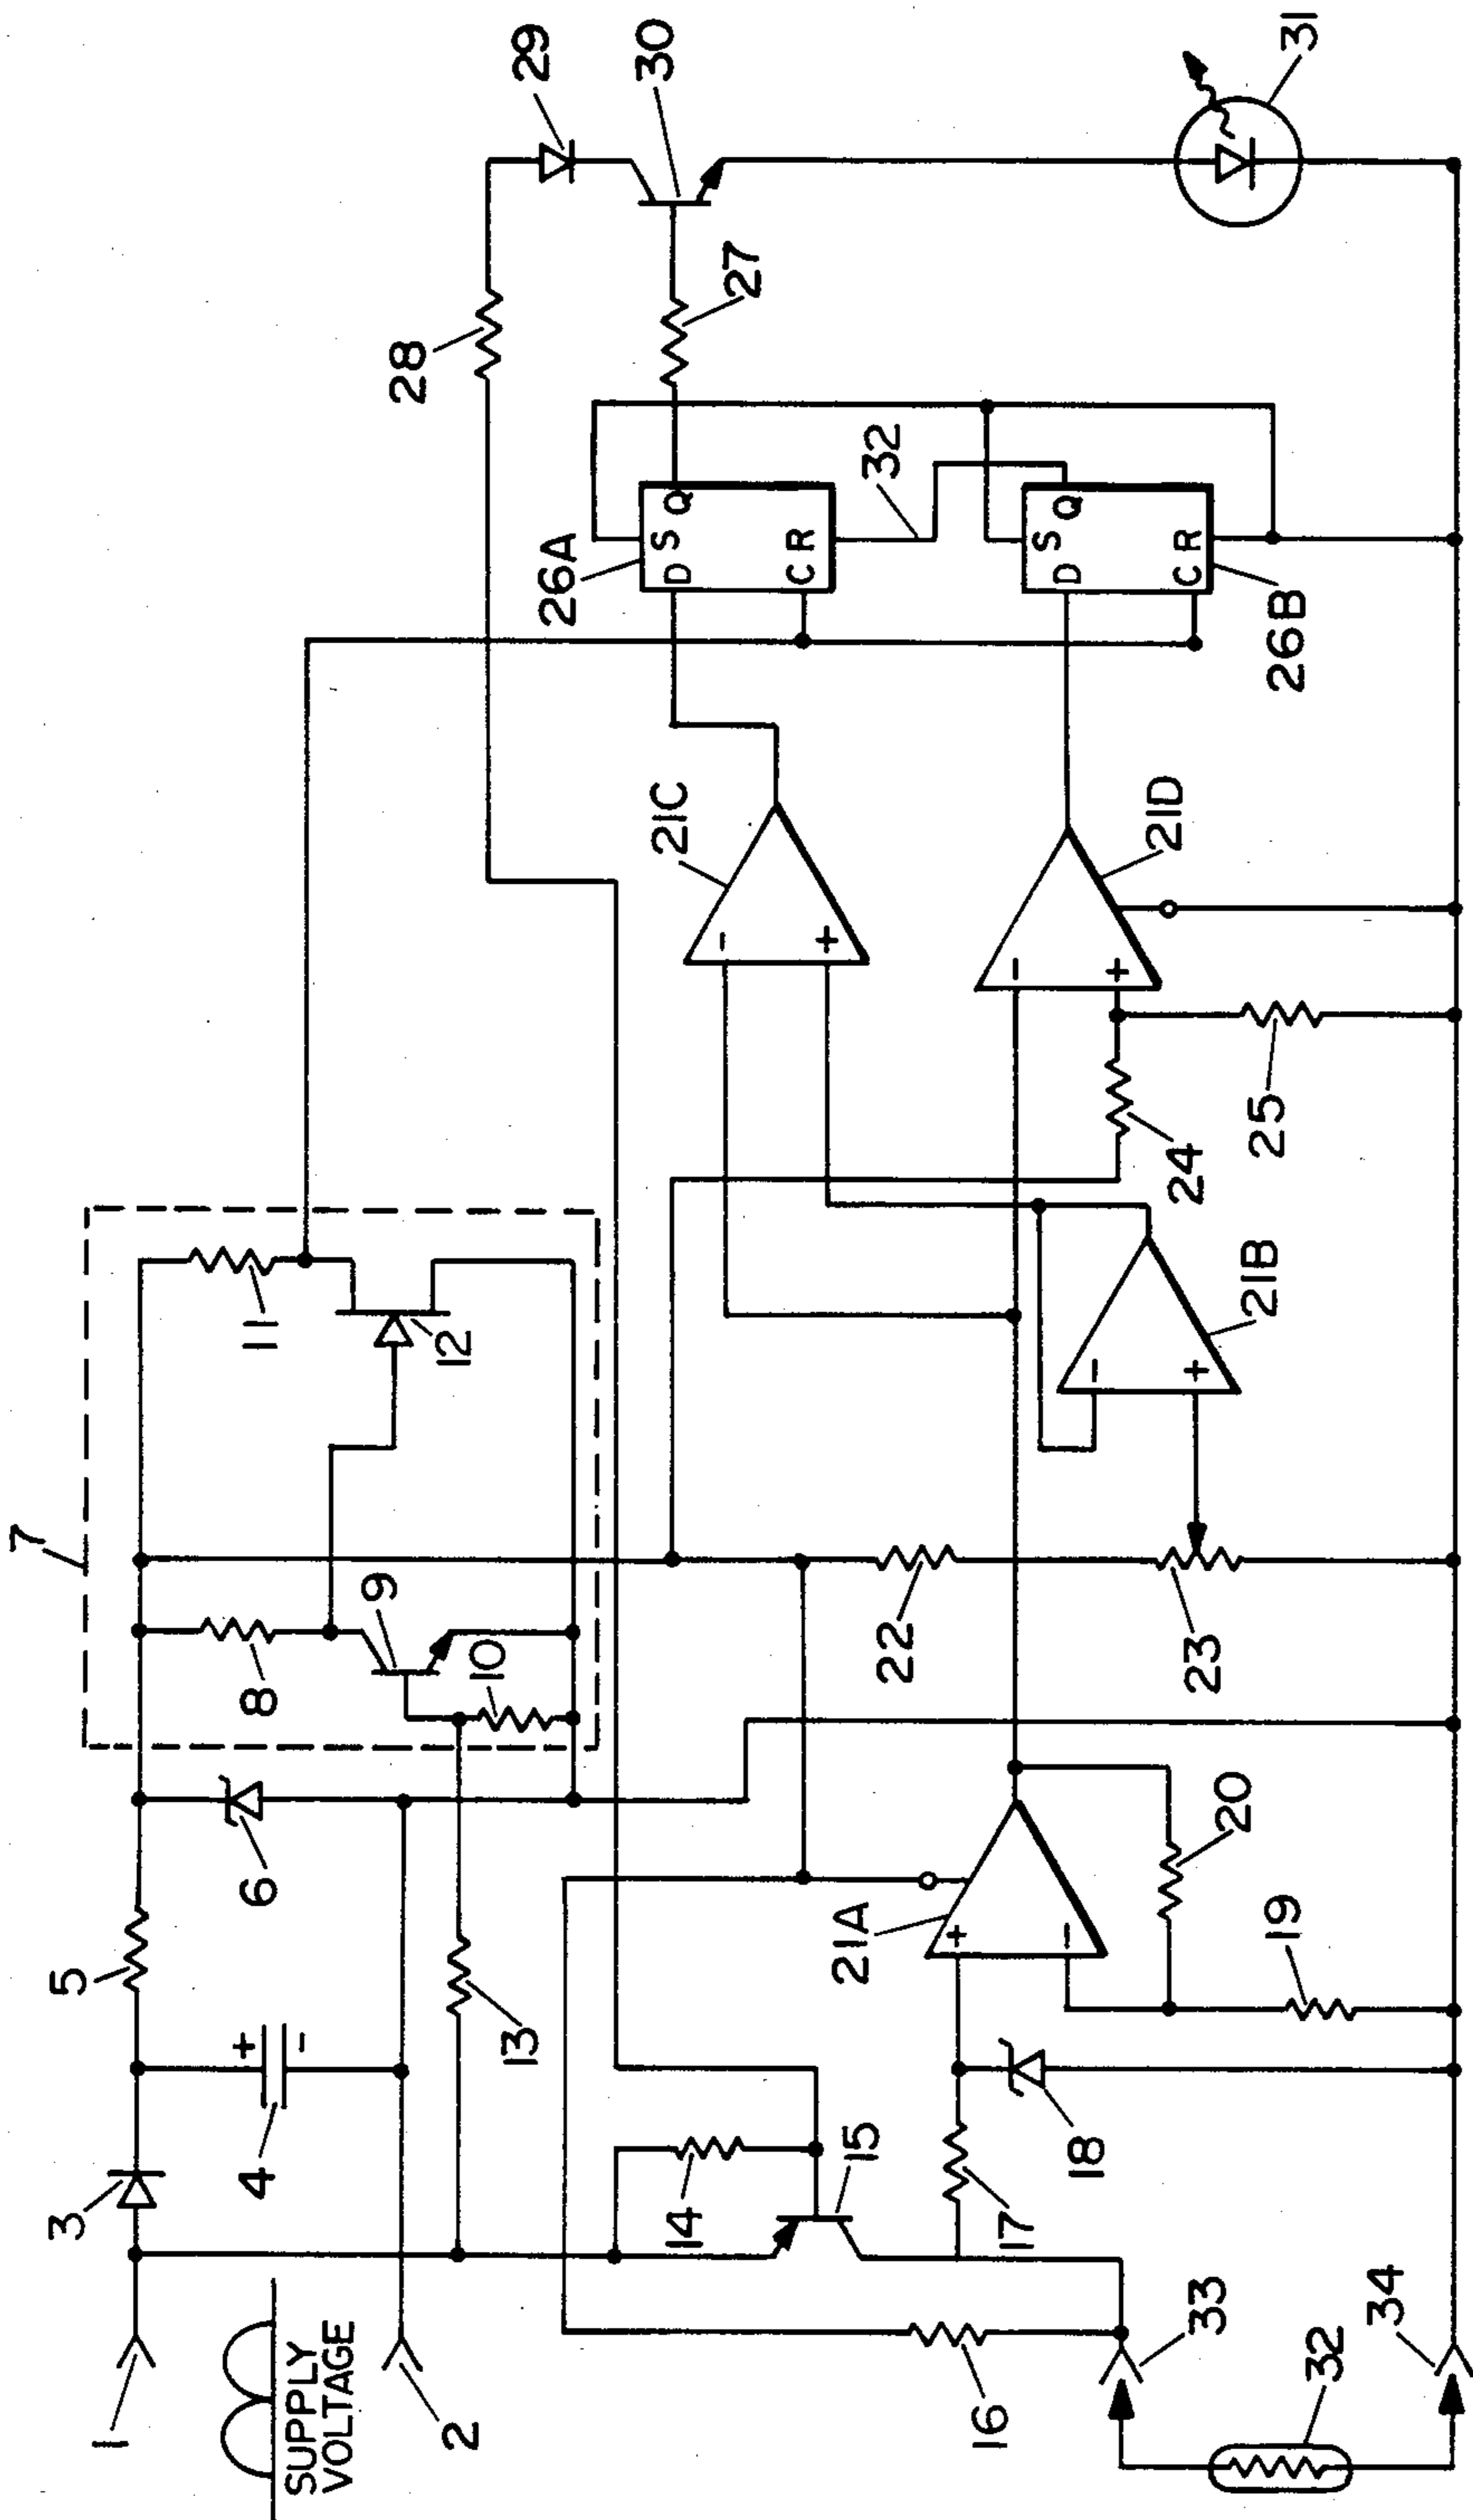 1
SUPPLY
VOLTAGE
2
3
4
+
-
5
6
7
8
9
10
11
12
13
14
15
16
17
18
19
20
21A
+
-
21B
-
+
21C
-
+
21D
-
+
22
23
24
25
26A
S
D
Q
C
R
26B
S
D
Q
C
R
27
28
29
30
31
32
32
33
34